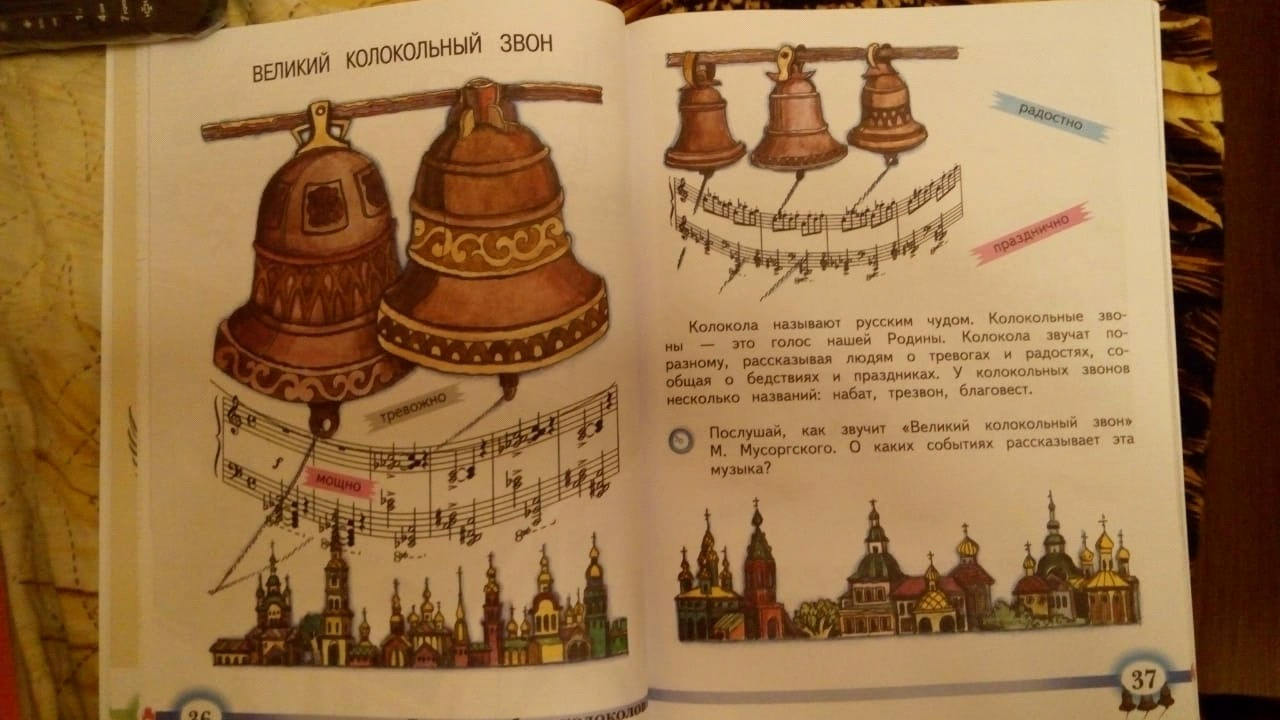 ВЕЛИКИЙ КОЛОКОЛЬНЫЙ ЗВОН
тревожно
мощно
36
радостно
празднично
Колокола называют русским чудом. Колокольные зво-
ны — это голос нашей Родины. Колокола звучат по-
разному, рассказывая людям о тревогах и радостях, со-
общая о бедствиях и праздниках. У колокольных звонов
несколько названий: набат, трезвон, благовест.
Послушай, как звучит «Великий колокольный звон»
М. Мусоргского. О каких событиях рассказывает эта
музыка?
37